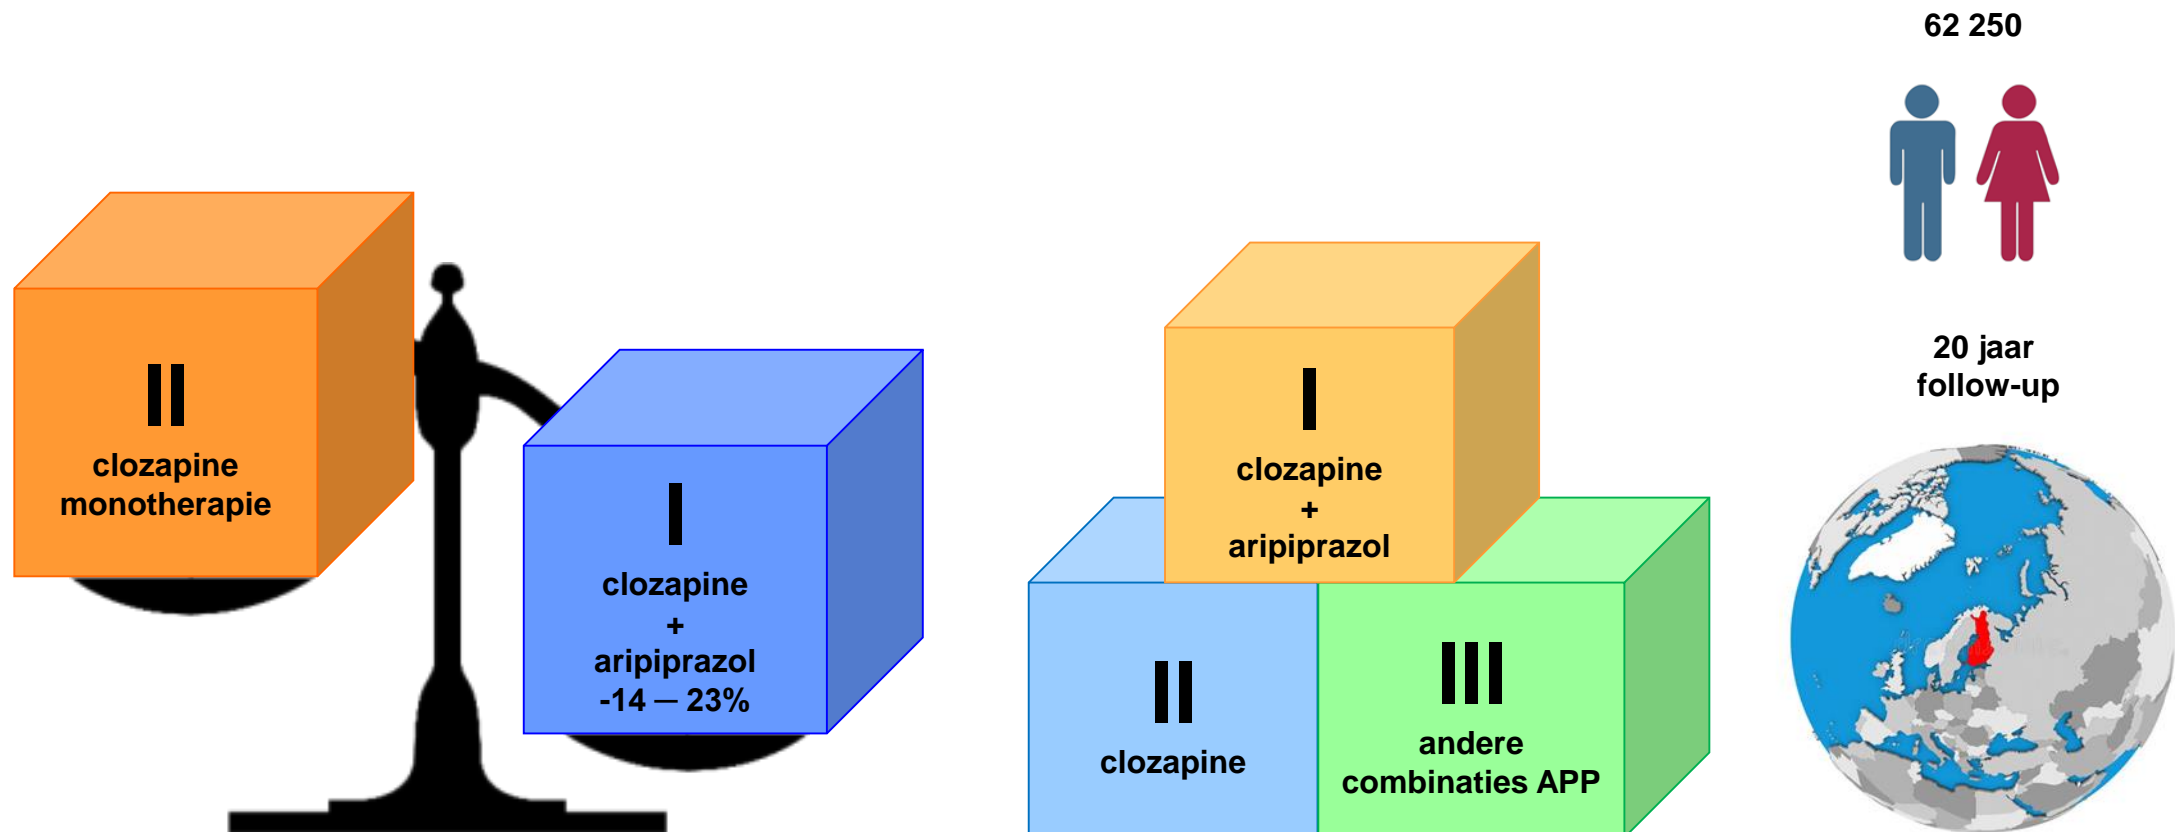 II
clozapine
monotherapie
I
clozapine
+
aripiprazol
-14 ─ 23%
I
clozapine
+
aripiprazol
II
clozapine
III
andere
combinaties APP
62 250
20 jaar
follow-up